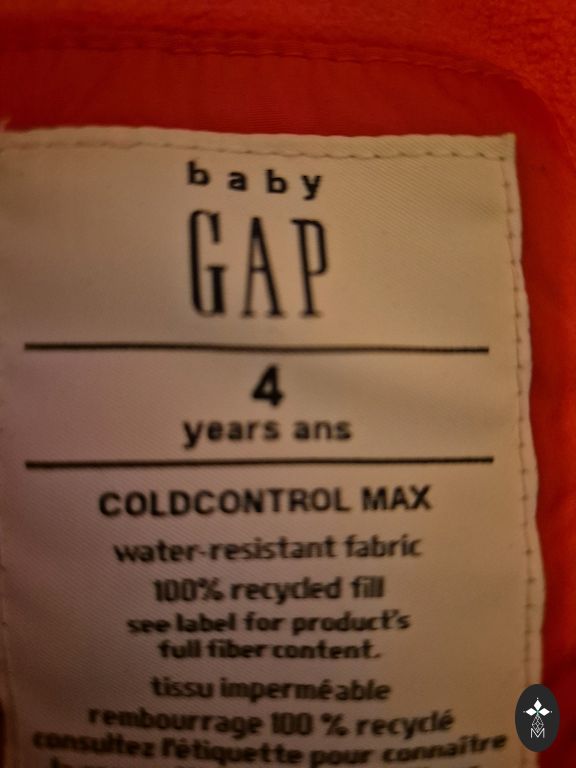 baby
GAP
4
years ans
COLDCONTROL MAX
water-resistant fabric
100% recycled fill
see label for product's
full fiber content.
tissu imperméable
rembourrage 100 % recyclé
consultez l'étiquette pour connaître
M